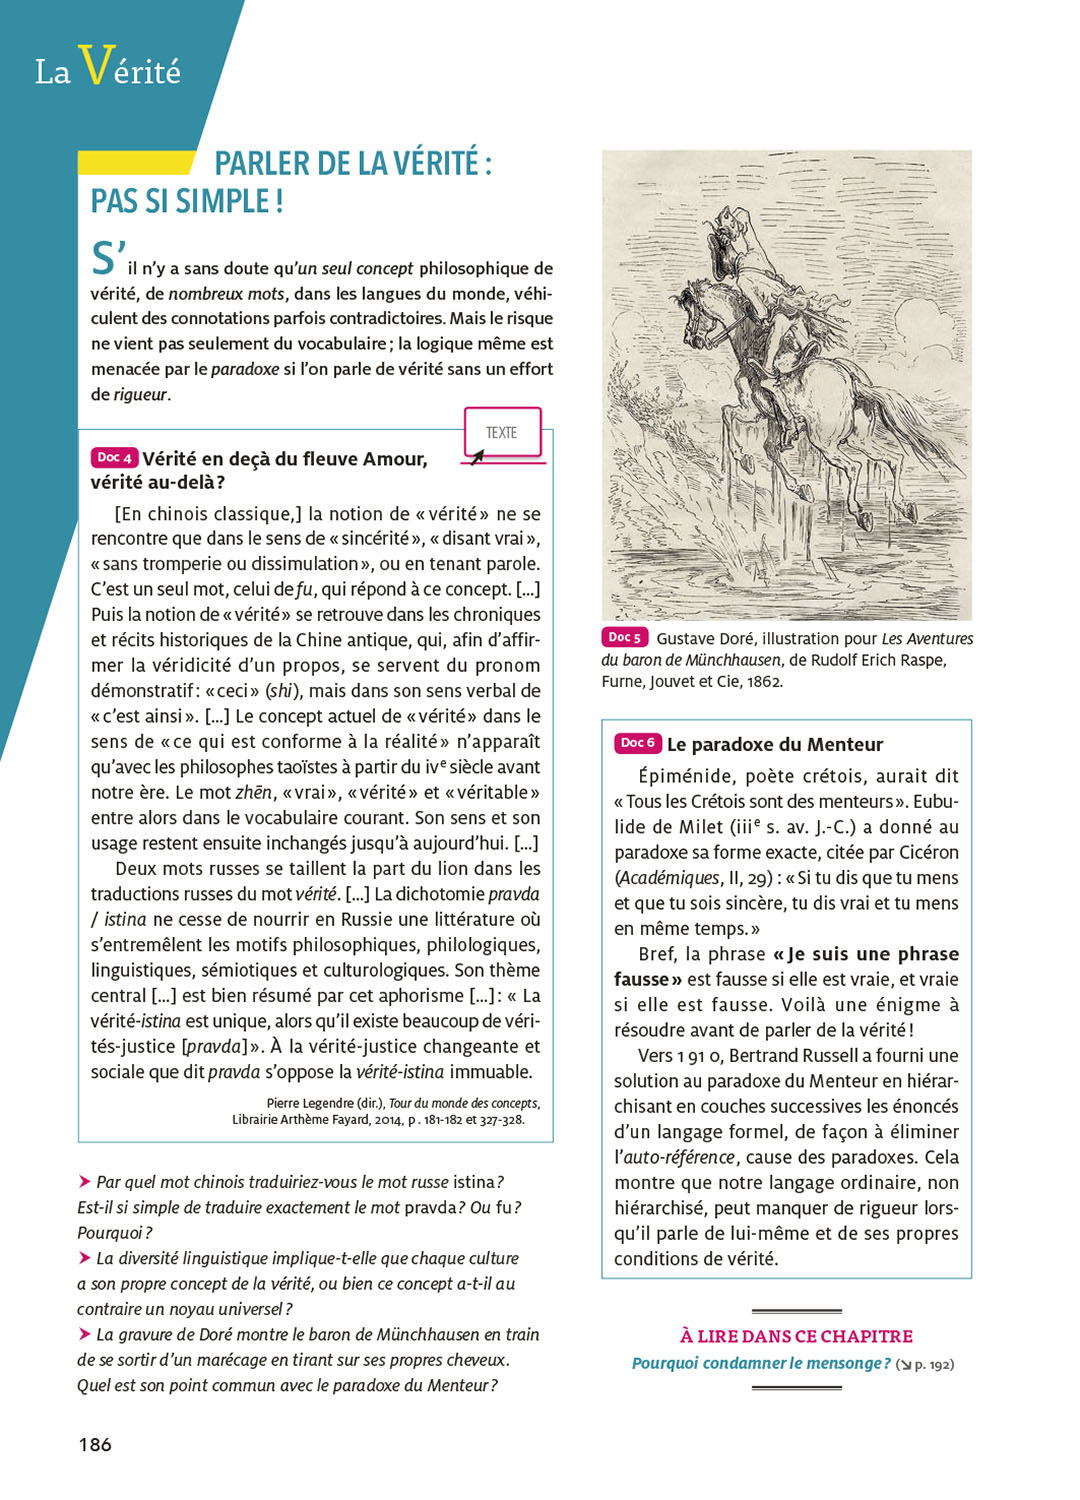 La Vérité
PARLER DE LA VÉRITÉ :
PAS SI SIMPLE !
S’il n’y a sans doute qu’un seul concept philosophique de
vérité, de nombreux mots, dans les langues du monde, véhi-
culent des connotations parfois contradictoires. Mais le risque
ne vient pas seulement du vocabulaire ; la logique même est
menacée par le paradoxe si l’on parle de vérité sans un effort
de rigueur.
TEXTE
Doc 4 Vérité en deçà du fleuve Amour,
vérité au-delà ?
[En chinois classique,] la notion de « vérité » ne se
rencontre que dans le sens de « sincérité », « disant vrai »,
« sans tromperie ou dissimulation », ou en tenant parole.
C’est un seul mot, celui de fu, qui répond à ce concept. [...]
Puis la notion de « vérité » se retrouve dans les chroniques
et récits historiques de la Chine antique, qui, afin d’affir-
mer la véridicité d’un propos, se servent du pronom
démonstratif : « ceci » (shi), mais dans son sens verbal de
« c’est ainsi ». [...] Le concept actuel de « vérité » dans le
sens de « ce qui est conforme à la réalité » n’apparaît
qu’avec les philosophes taoïstes à partir du ive siècle avant
notre ère. Le mot zhēn, « vrai », « vérité » et « véritable »
entre alors dans le vocabulaire courant. Son sens et son
usage restent ensuite inchangés jusqu’à aujourd’hui. [...]
Deux mots russes se taillent la part du lion dans les
traductions russes du mot vérité. [...] La dichotomie pravda
/ istina ne cesse de nourrir en Russie une littérature où
s’entremêlent les motifs philosophiques, philologiques,
linguistiques, sémiotiques et culturologiques. Son thème
central [...] est bien résumé par cet aphorisme [...] : « La
vérité-istina est unique, alors qu’il existe beaucoup de véri-
tés-justice [pravda] ». À la vérité-justice changeante et
sociale que dit pravda s’oppose la vérité-istina immuable.
Pierre Legendre (dir.), Tour du monde des concepts,
Librairie Arthème Fayard, 2014, p. 181-182 et 327-328.
➤ Par quel mot chinois traduiriez-vous le mot russe istina ?
Est-il si simple de traduire exactement le mot pravda ? Ou fu ?
Pourquoi ?
➤ La diversité linguistique implique-t-elle que chaque culture
a son propre concept de la vérité, ou bien ce concept a-t-il au
contraire un noyau universel ?
➤ La gravure de Doré montre le baron de Münchhausen en train
de se sortir d’un marécage en tirant sur ses propres cheveux.
Quel est son point commun avec le paradoxe du Menteur ?
Doc 5 Gustave Doré, illustration pour Les Aventures
du baron de Münchhausen, de Rudolf Erich Raspe,
Furne, Jouvet et Cie, 1862.
Doc 6 Le paradoxe du Menteur
Épiménide, poète crétois, aurait dit
« Tous les Crétois sont des menteurs ». Eubu-
lide de Milet (iiie s. av. J.-C.) a donné au
paradoxe sa forme exacte, citée par Cicéron
(Académiques, II, 29) : « Si tu dis que tu mens
et que tu sois sincère, tu dis vrai et tu mens
en même temps. »
Bref, la phrase « Je suis une phrase
fausse » est fausse si elle est vraie, et vraie
si elle est fausse. Voilà une énigme à
résoudre avant de parler de la vérité !
Vers 1 91 0, Bertrand Russell a fourni une
solution au paradoxe du Menteur en hiérar-
chisant en couches successives les énoncés
d’un langage formel, de façon à éliminer
l’auto-référence, cause des paradoxes. Cela
montre que notre langage ordinaire, non
hiérarchisé, peut manquer de rigueur lors-
qu’il parle de lui-même et de ses propres
conditions de vérité.
À LIRE DANS CE CHAPITRE
Pourquoi condamner le mensonge ? (↘ p. 192)
186